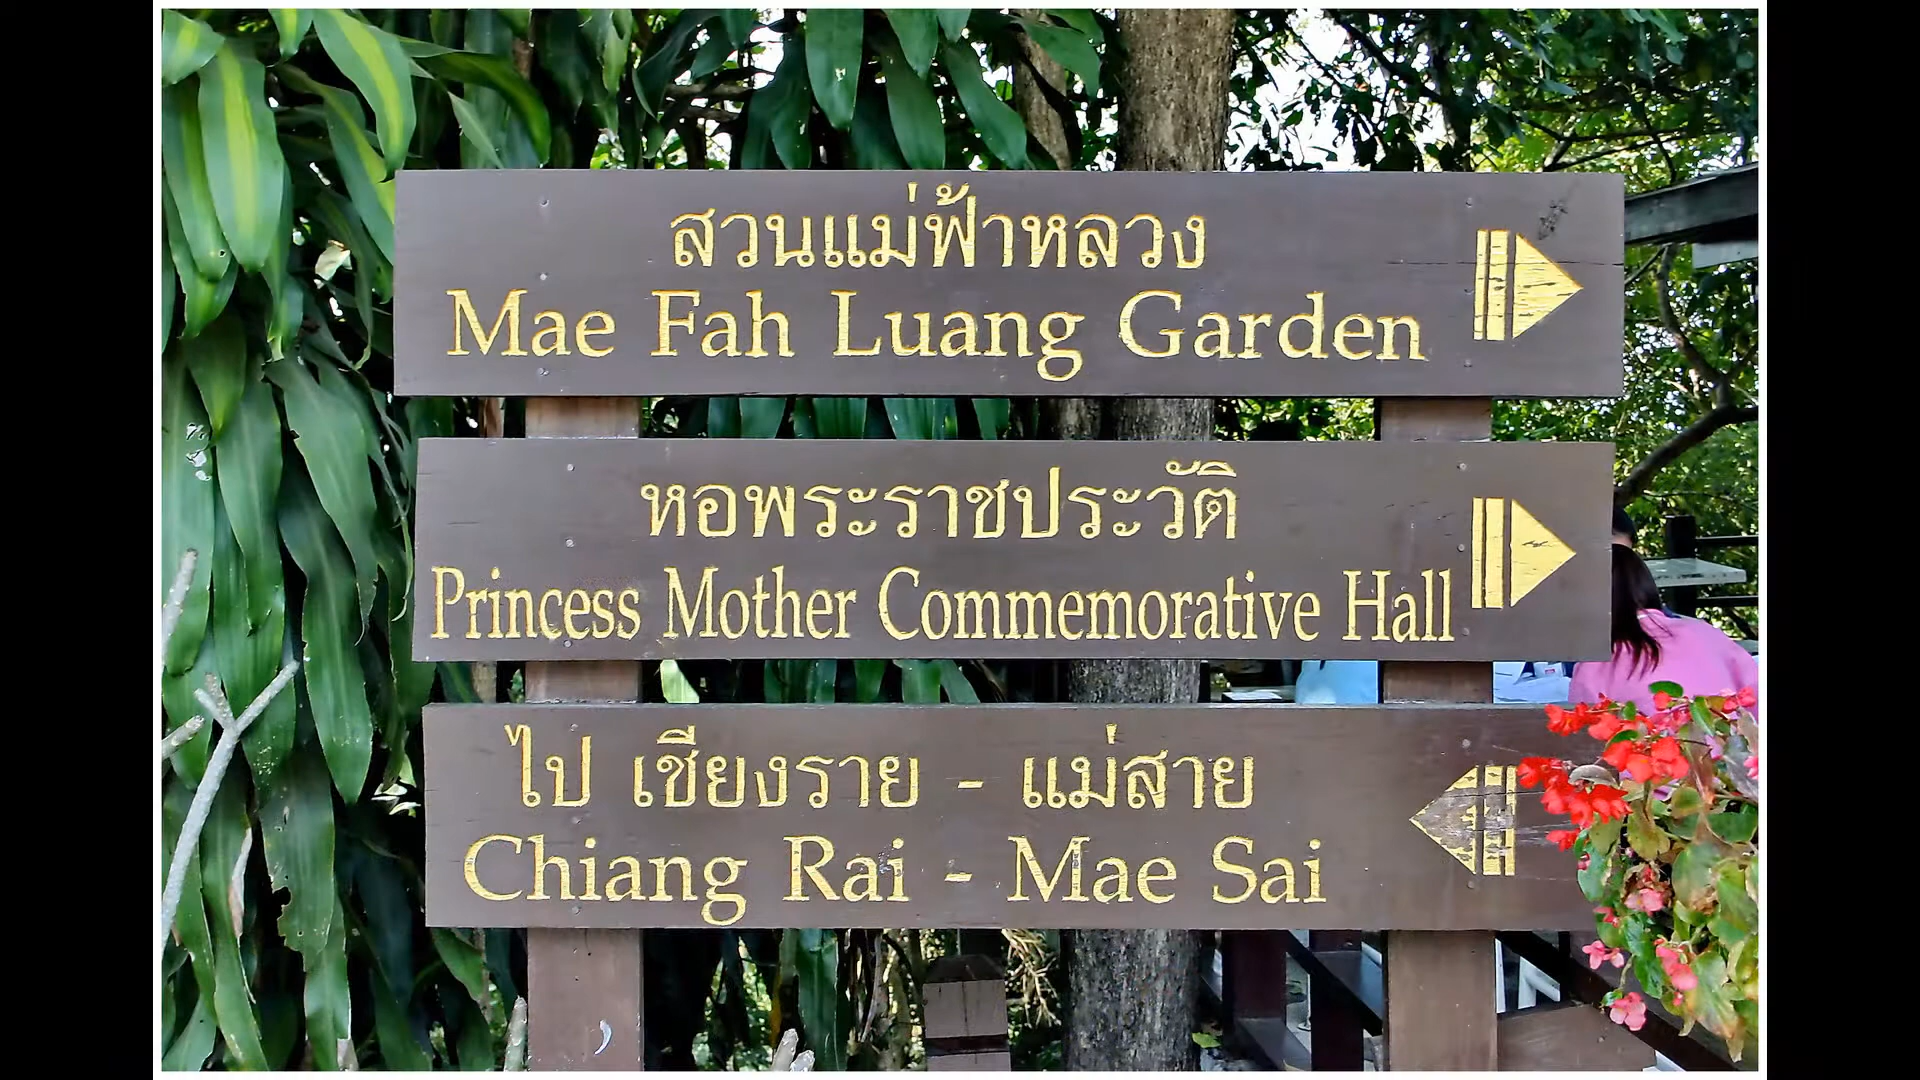 สวนแม่ฟ้าหลวง
Mae Fah Luang Garden
หอพระราชประวัติ
Princess Mother Commemorative Hall
ไป เชียงราย - แม่สาย
Chiang Rai - Mae Sai